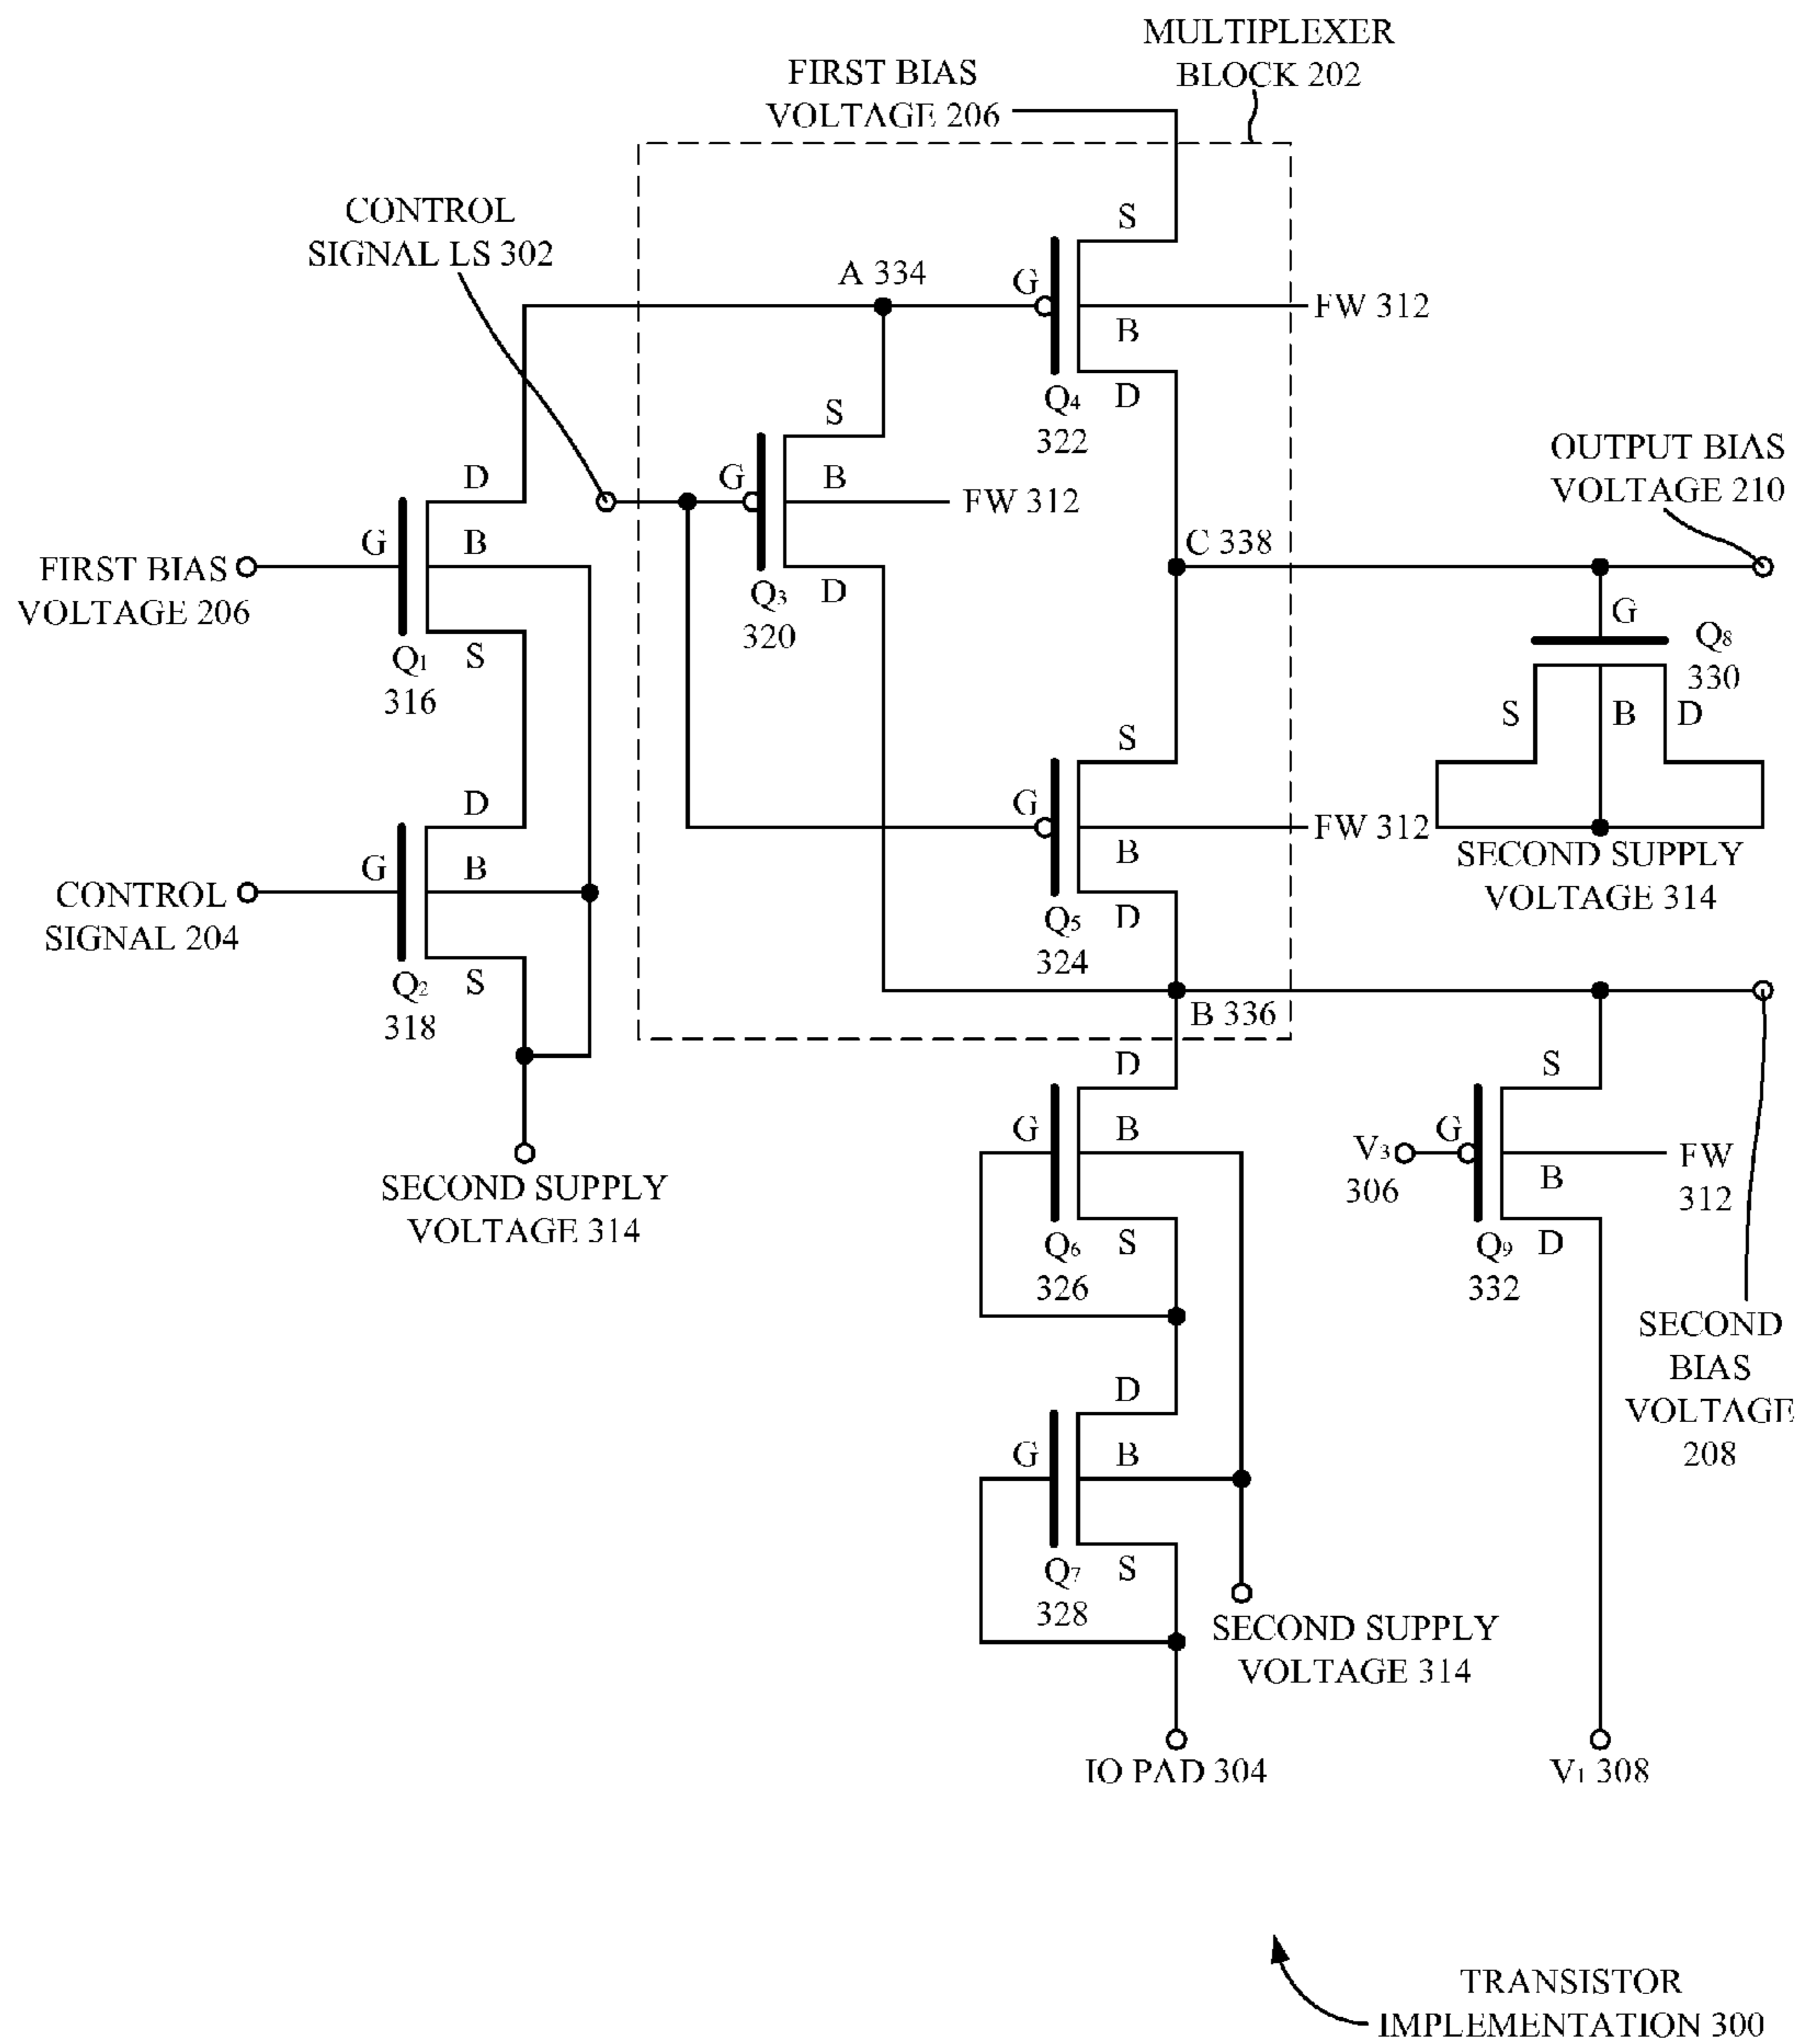 MULTIPLEXER
BLOCK 202
FIRST BIAS
VOLTAGE 206
CONTROL
SIGNAL LS 302
S
A 334
G
FW 312
B
D
Q4
322
S
G
B
FW 312
D
Q3
320
OUTPUT BIAS
VOLTAGE 210
D
G
B
FIRST BIAS
VOLTAGE 206
S
Q1
316
C 338
G
Q8
330
S
B
D
SECOND SUPPLY
VOLTAGE 314
S
G
FW 312
B
D
Q5
324
D
G
B
CONTROL
SIGNAL 204
S
Q2
318
SECOND SUPPLY
VOLTAGE 314
B 336
D
G
B
S
Q6
326
S
V3
306
G
FW
312
B
D
Q9
332
SECOND
BIAS
VOLTAGE
208
D
G
B
S
Q7
328
SECOND SUPPLY
VOLTAGE 314
IO PAD 304
V1 308
TRANSISTOR
IMPLEMENTATION 300